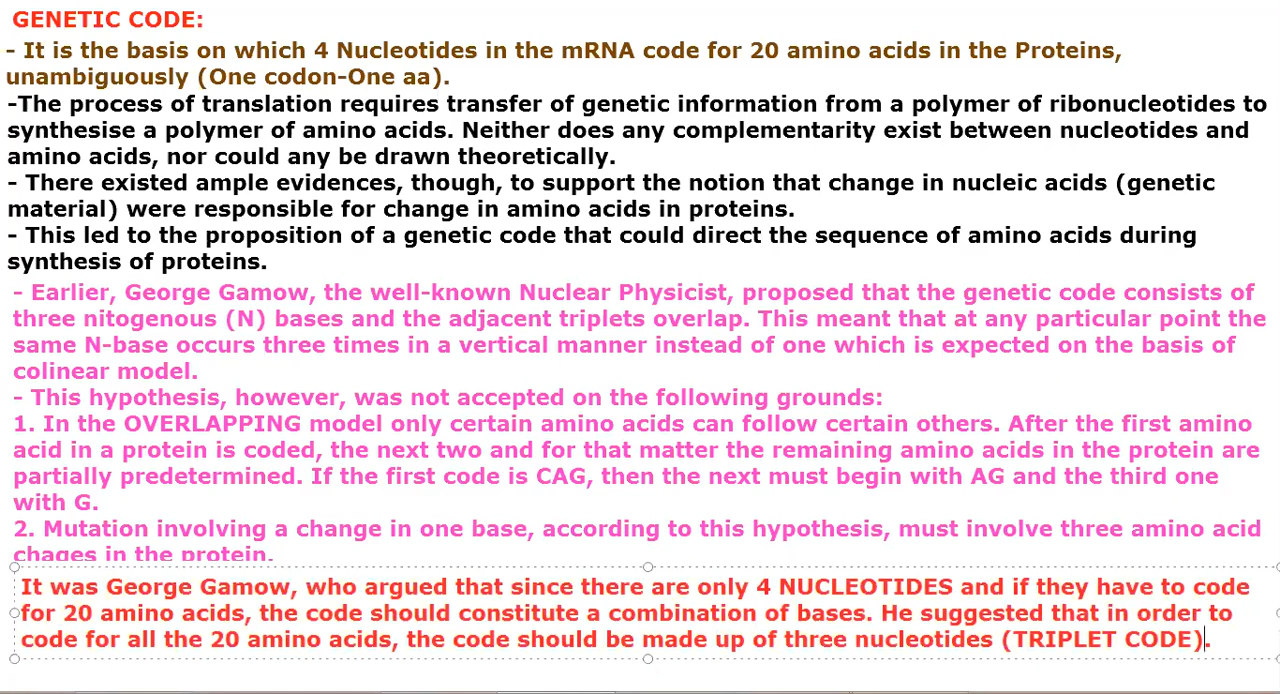 GENETIC CODE:
- It is the basis on which 4 Nucleotides in the mRNA code for 20 amino acids in the Proteins,
unambiguously (One codon-One aa).
-The process of translation requires transfer of genetic information from a polymer of ribonucleotides to
synthesise a polymer of amino acids. Neither does any complementarity exist between nucleotides and
amino acids, nor could any be drawn theoretically.
- There existed ample evidences, though, to support the notion that change in nucleic acids (genetic
material) were responsible for change in amino acids in proteins.
- This led to the proposition of a genetic code that could direct the sequence of amino acids during
synthesis of proteins.
- Earlier, George Gamow, the well-known Nuclear Physicist, proposed that the genetic code consists of
three nitogenous (N) bases and the adjacent triplets overlap. This meant that at any particular point the
same N-base occurs three times in a vertical manner instead of one which is expected on the basis of
colinear model.
- This hypothesis, however, was not accepted on the following grounds:
1. In the OVERLAPPING model only certain amino acids can follow certain others. After the first amino
acid in a protein is coded, the next two and for that matter the remaining amino acids in the protein are
partially predetermined. If the first code is CAG, then the next must begin with AG and the third one
with G.
2. Mutation involving a change in one base, according to this hypothesis, must involve three amino acid
chages in the protein.
It was George Gamow, who argued that since there are only 4 NUCLEOTIDES and if they have to code
for 20 amino acids, the code should constitute a combination of bases. He suggested that in order to
code for all the 20 amino acids, the code should be made up of three nucleotides (TRIPLET CODE).